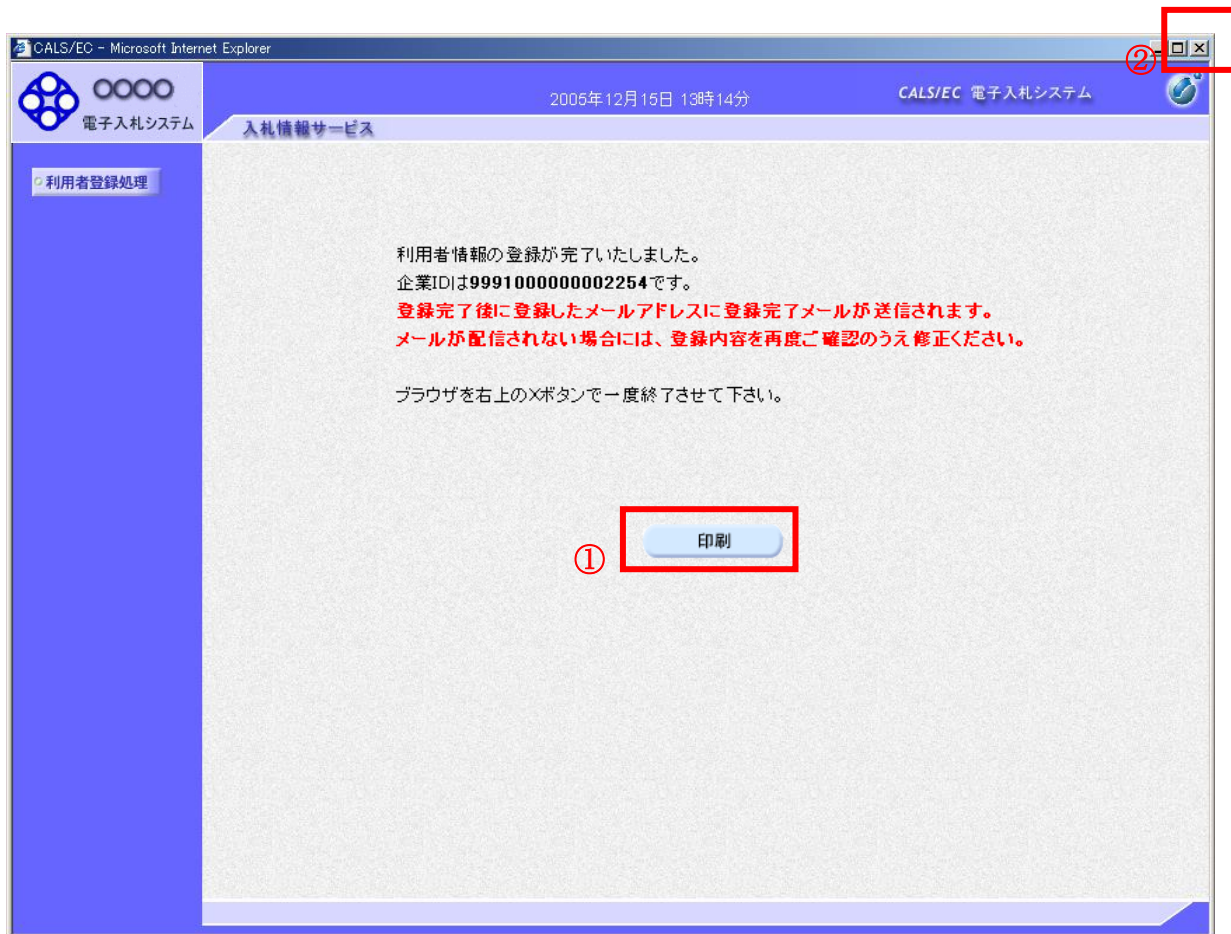 CALS/EC - Microsoft Internet Explorer
②
○○○○
電子入札システム
2005年12月15日 13時14分
CALS/EC 電子入札システム
入札情報サービス
利用者登録処理
利用者情報の登録が完了いたしました。
企業IDは9991000000002254です。
登録完了後に登録したメールアドレスに登録完了メールが送信されます。
メールが配信されない場合には、登録内容を再度ご確認のうえ修正ください。
ブラウザを右上の×ボタンで一度終了させて下さい。
①
印刷